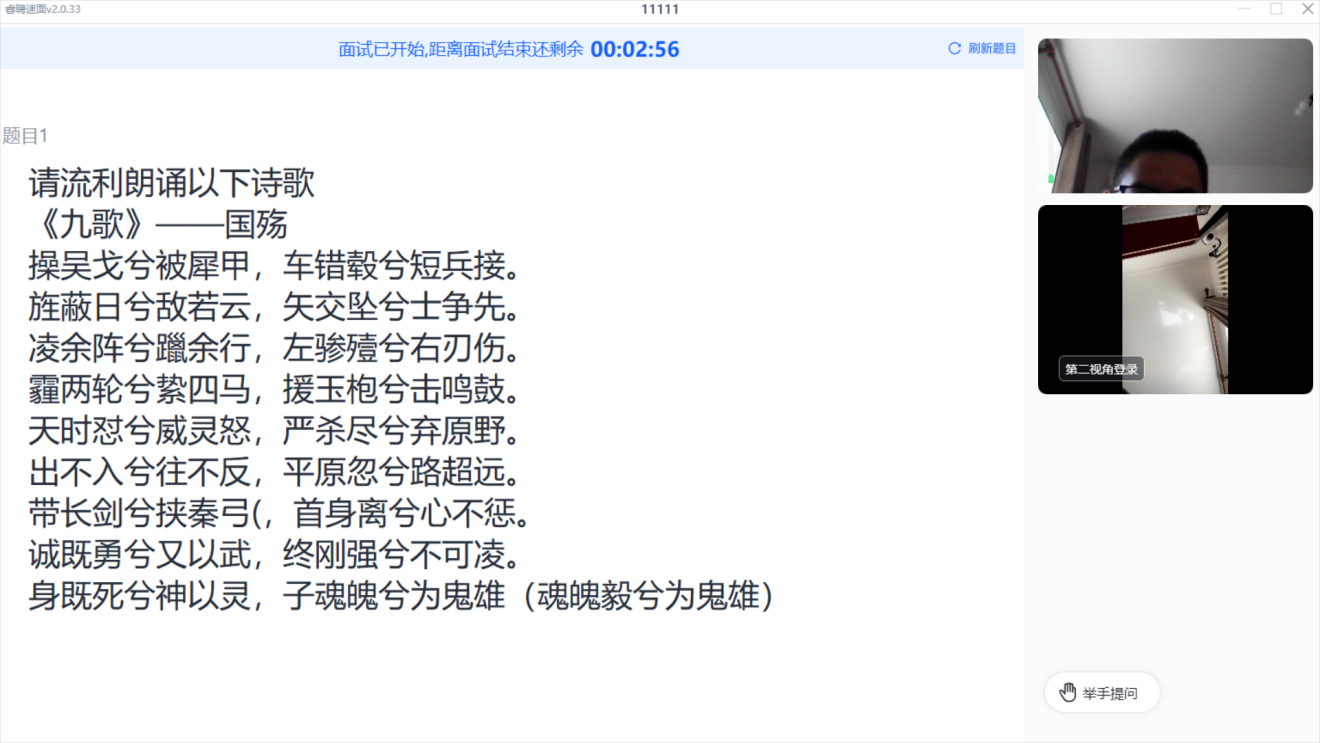 睿聘速面v2.0.33
11111
面试已开始,距离面试结束还剩余 00:02:56
刷新题目
题目1
请流利朗诵以下诗歌
《九歌》——国殇
操吴戈兮被犀甲，车错毂兮短兵接。
旌蔽日兮敌若云，矢交坠兮士争先。
凌余阵兮躐余行，左骖殪兮右刃伤。
霾两轮兮絷四马，援玉枹兮击鸣鼓。
天时怼兮威灵怒，严杀尽兮弃原野。
出不入兮往不反，平原忽兮路超远。
带长剑兮挟秦弓(，首身离兮心不惩。
诚既勇兮又以武，终刚强兮不可凌。
身既死兮神以灵，子魂魄兮为鬼雄（魂魄毅兮为鬼雄）
第二视角登录
举手提问